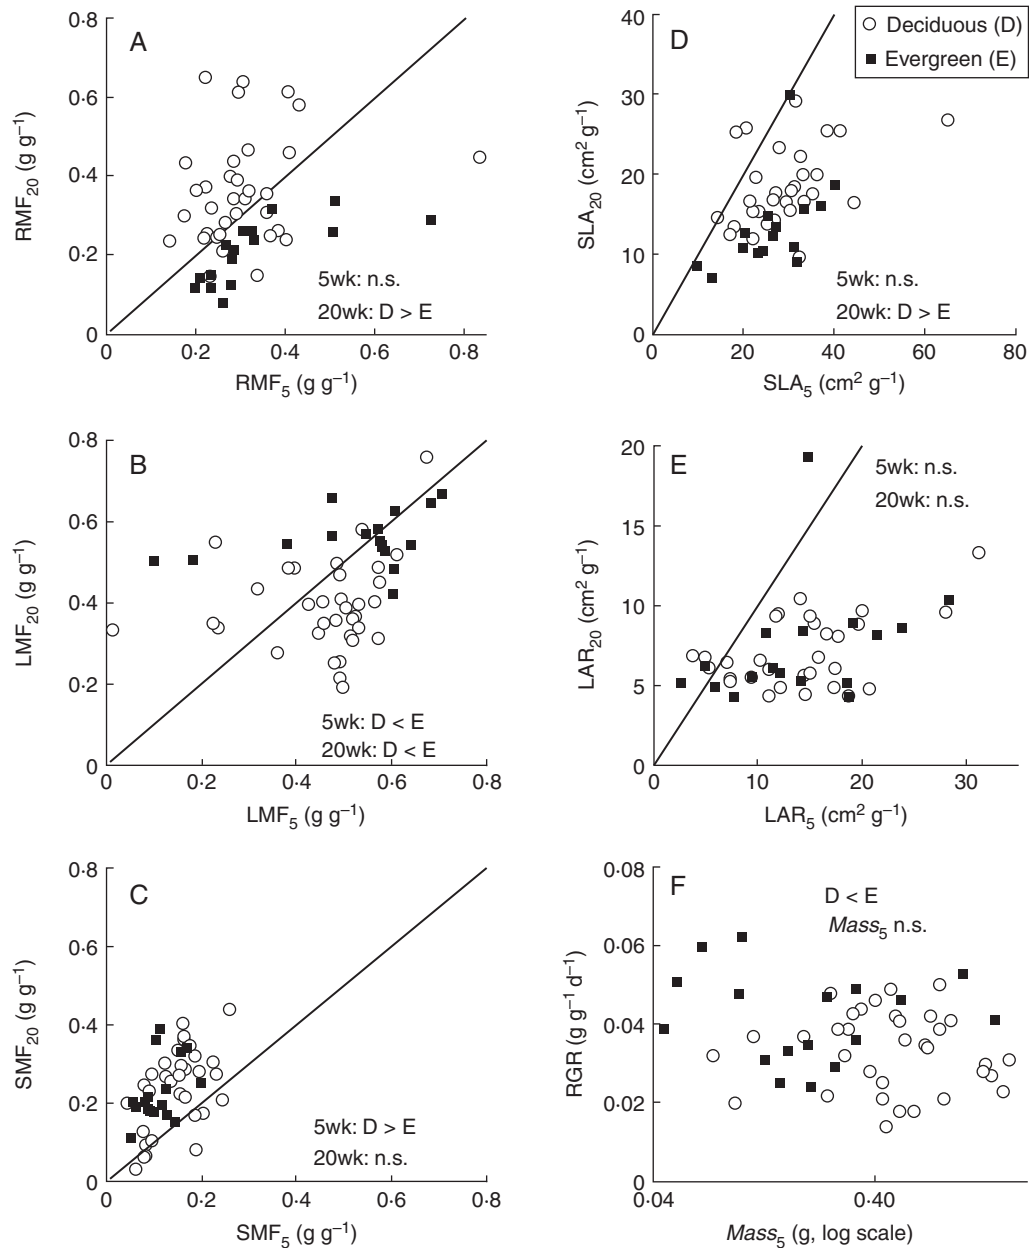 Deciduous (D)
Evergreen (E)
A
RMF20 (g g–1)
0·8
0·6
0·4
0·2
0
0·2
0·4
0·6
0·8
5wk: n.s.
20wk: D > E
RMF5 (g g–1)
D
SLA20 (cm2 g–1)
40
30
20
10
0
0
20
40
60
80
5wk: n.s.
20wk: D > E
SLA5 (cm2 g–1)
B
LMF20 (g g–1)
0·8
0·6
0·4
0·2
0
0
0·2
0·4
0·6
0·8
5wk: D < E
20wk: D < E
LMF5 (g g–1)
E
LAR20 (cm2 g–1)
20
15
10
5
0
0
10
20
30
5wk: n.s.
20wk: n.s.
LAR5 (cm2 g–1)
C
SMF20 (g g–1)
0·8
0·6
0·4
0·2
0
0
0·2
0·4
0·6
0·8
5wk: D > E
20wk: n.s.
SMF5 (g g–1)
F
RGR (g g–1 d–1)
0·08
0·06
0·04
0·02
0
0·04
0·40
D < E
Mass5 n.s.
Mass5 (g, log scale)